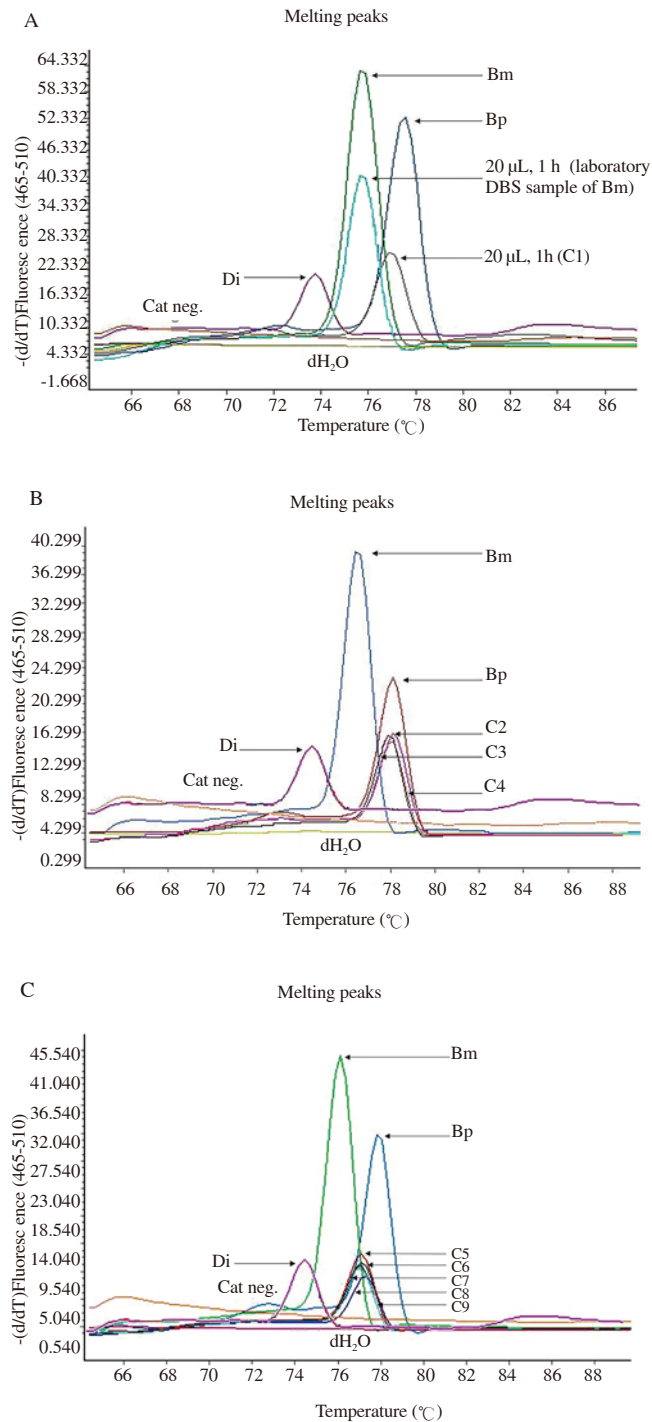 A
Melting peaks
-(d/dT)Fluoresc ence (465-510)
64.332
58.332
52.332
46.332
40.332
34.332
28.332
22.332
16.332
10.332
4.332
-1.668
Bm
Bp
20 μL, 1 h (laboratory
DBS sample of Bm)
20 μL, 1h (C1)
Di
Cat neg.
dH2O
66 68 70 72 74 76 78 80 82 84 86
Temperature (℃)
B
Melting peaks
-(d/dT)Fluoresc ence (465-510)
40.299
36.299
32.299
28.299
24.299
20.299
16.299
12.299
8.299
4.299
0.299
Bm
Bp
C2
C3
C4
Di
Cat neg.
dH2O
66 68 70 72 74 76 78 80 82 84 86 88
Temperature (℃)
C
Melting peaks
-(d/dT)Fluoresc ence (465-510)
45.540
41.040
36.540
32.040
27.540
23.040
18.540
14.040
9.540
5.040
0.540
Bm
Bp
C5
C6
C7
C8
C9
Di
Cat neg.
dH2O
66 68 70 72 74 76 78 80 82 84 86 88
Temperature (℃)